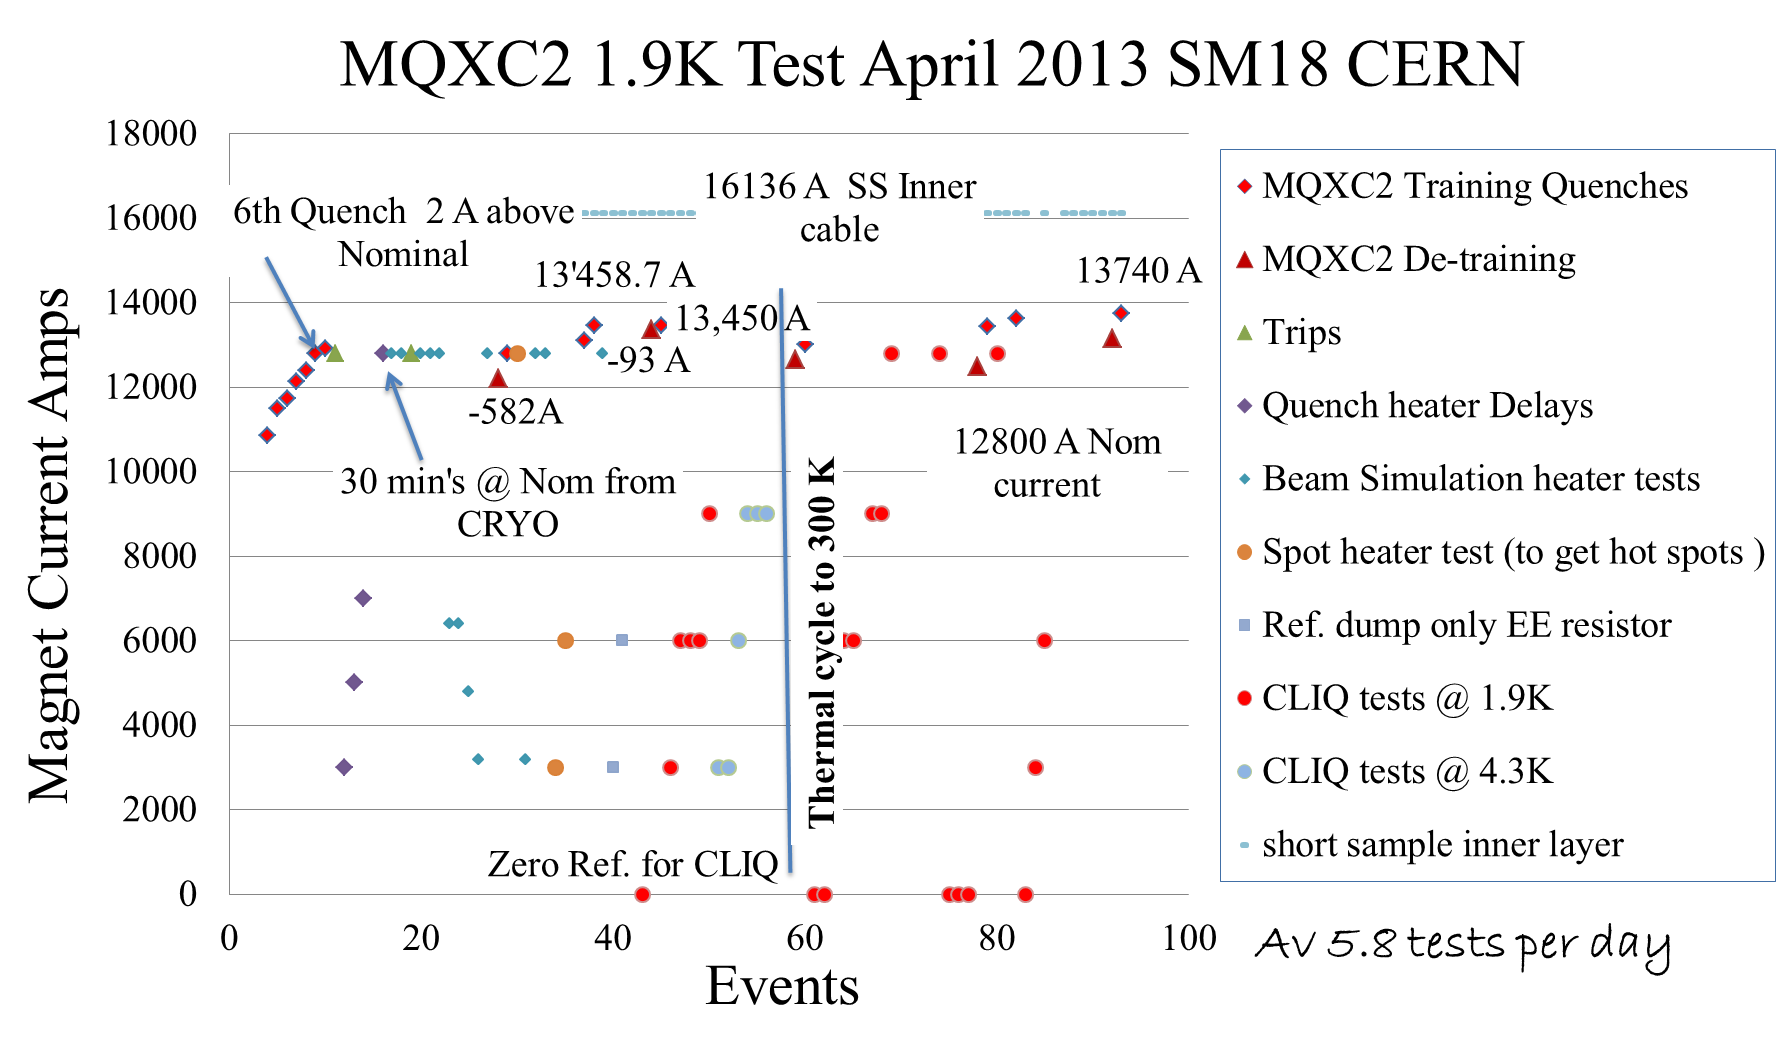 MQXC2 1.9K Test April 2013 SM18 CERN
Magnet Current Amps
18000
16000
14000
12000
10000
8000
6000
4000
2000
0
6th Quench 2 A above
Nominal
16136 A SS Inner
cable
13'458.7 A
13,450 A
13740 A
-93 A
-582A
30 min's @ Nom from
CRYO
12800 A Nom
current
Thermal cycle to 300 K
Zero Ref. for CLIQ
0
20
40
60
80
100
Events
MQXC2 Training Quenches
MQXC2 De-training
Trips
Quench heater Delays
Beam Simulation heater tests
Spot heater test (to get hot spots )
Ref. dump only EE resistor
CLIQ tests @ 1.9K
CLIQ tests @ 4.3K
short sample inner layer
Av 5.8 tests per day